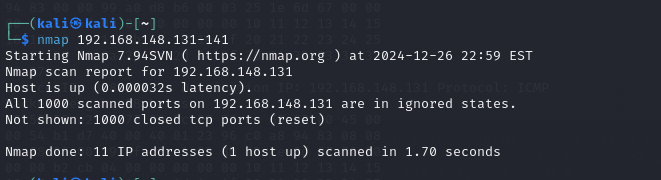 ┌──(kali㉿kali)-[~]
└─$ nmap 192.168.148.131-141
Starting Nmap 7.94SVN ( https://nmap.org ) at 2024-12-26 22:59 EST
Nmap scan report for 192.168.148.131
Host is up (0.000032s latency).
All 1000 scanned ports on 192.168.148.131 are in ignored states.
Not shown: 1000 closed tcp ports (reset)

Nmap done: 11 IP addresses (1 host up) scanned in 1.70 seconds